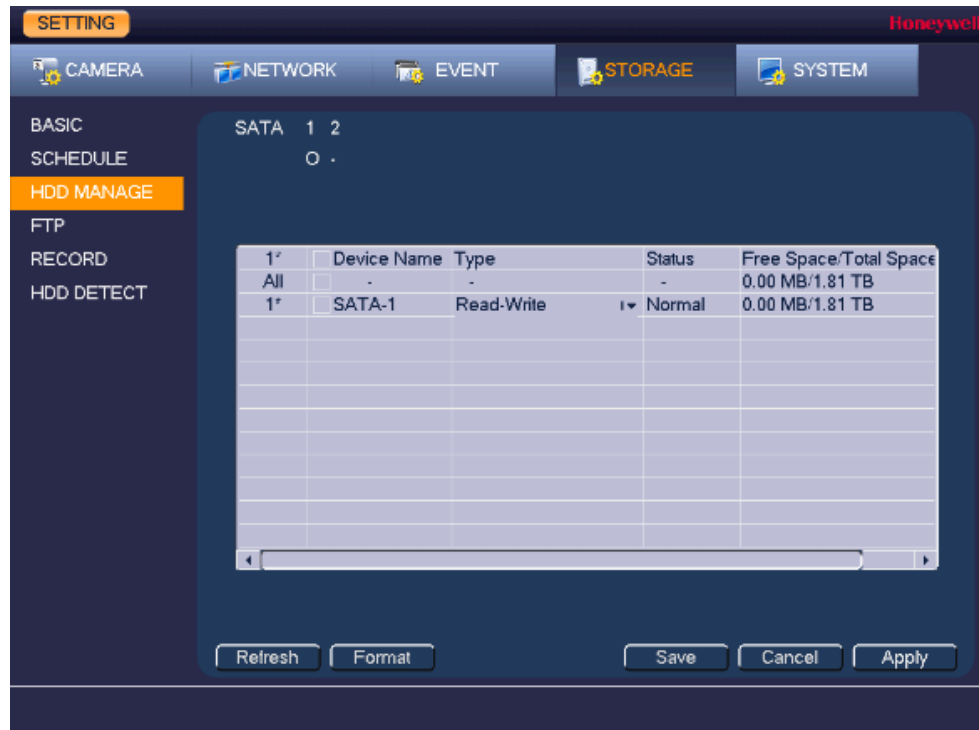 SETTING Honeywell
CAMERA NETWORK EVENT STORAGE SYSTEM
BASIC
SCHEDULE
HDD MANAGE
FTP
RECORD
HDD DETECT
SATA 1 2
O -
1* Device Name Type Status Free Space/Total Space
All - - - 0.00 MB/1.81 TB
1* SATA-1 Read-Write Normal 0.00 MB/1.81 TB
Refresh Format Save Cancel Apply